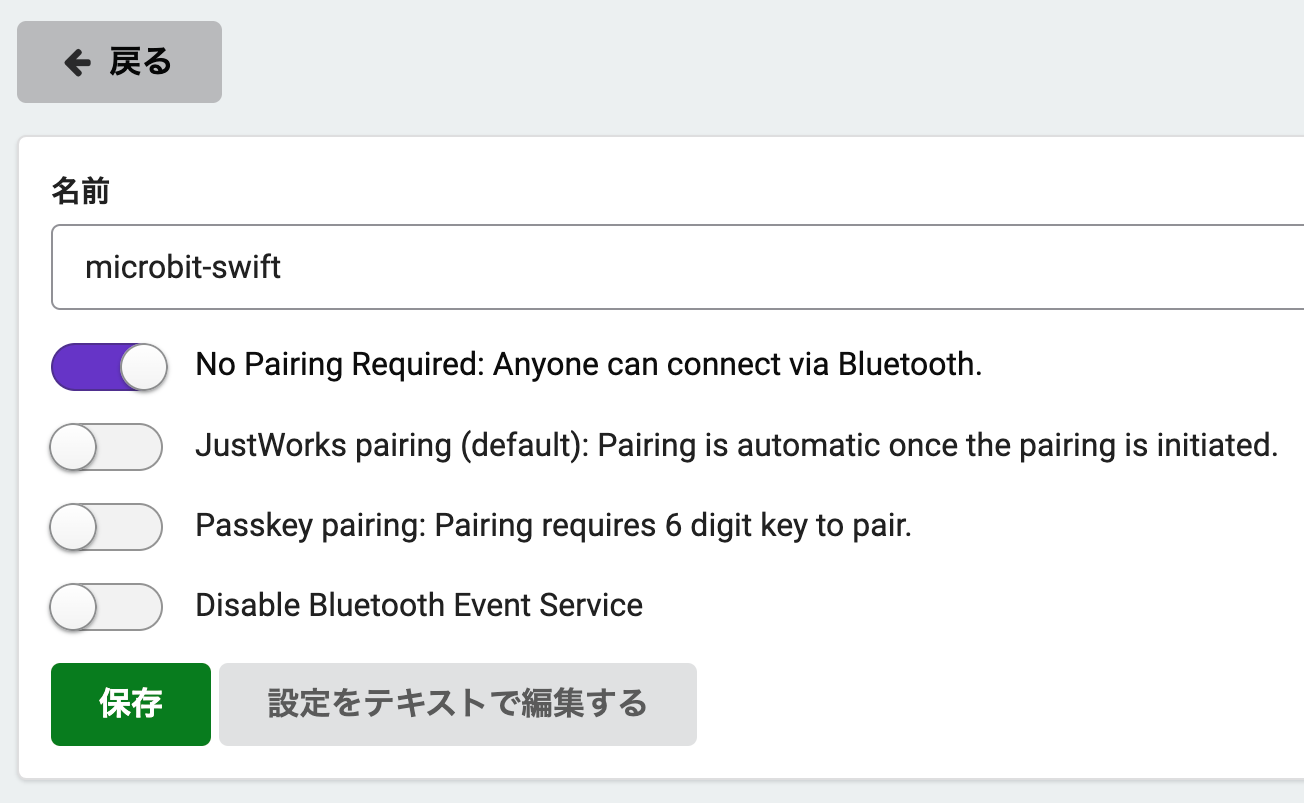 戻る
名前
microbit-swift
No Pairing Required: Anyone can connect via Bluetooth.
JustWorks pairing (default): Pairing is automatic once the pairing is initiated.
Passkey pairing: Pairing requires 6 digit key to pair.
Disable Bluetooth Event Service
保存
設定をテキストで編集する